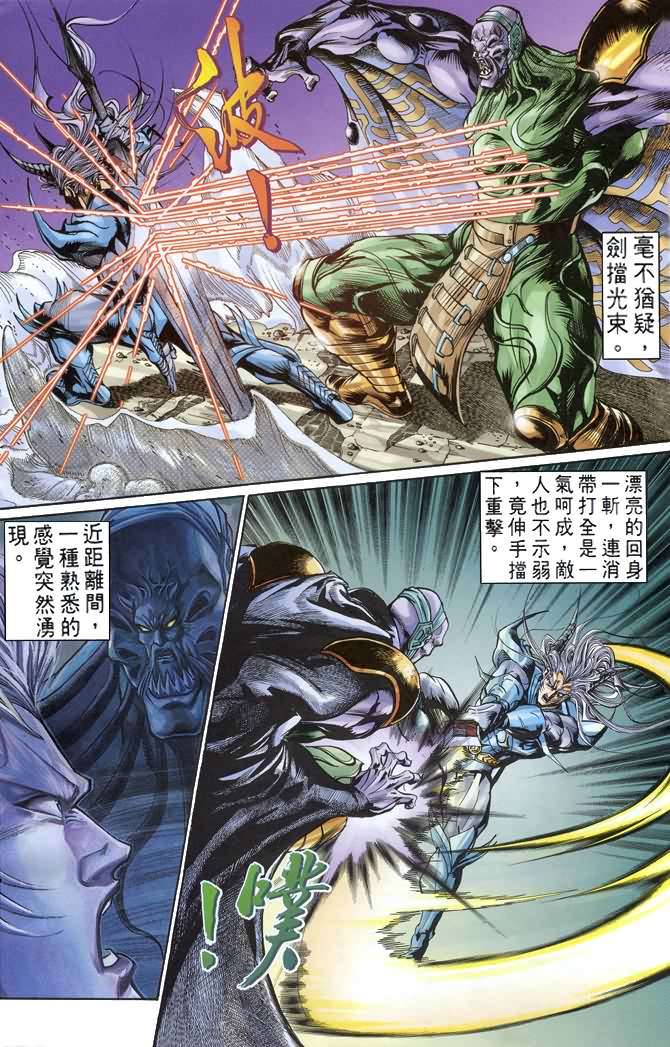 波！
毫不猶疑，
劍擋光束。
漂亮的回身
一斬，連消
帶打全是一
氣呵成，敵
人也不示弱
，竟伸手擋
下重擊。
噗！
近距離間，
一種熟悉的
感覺突然湧
現。